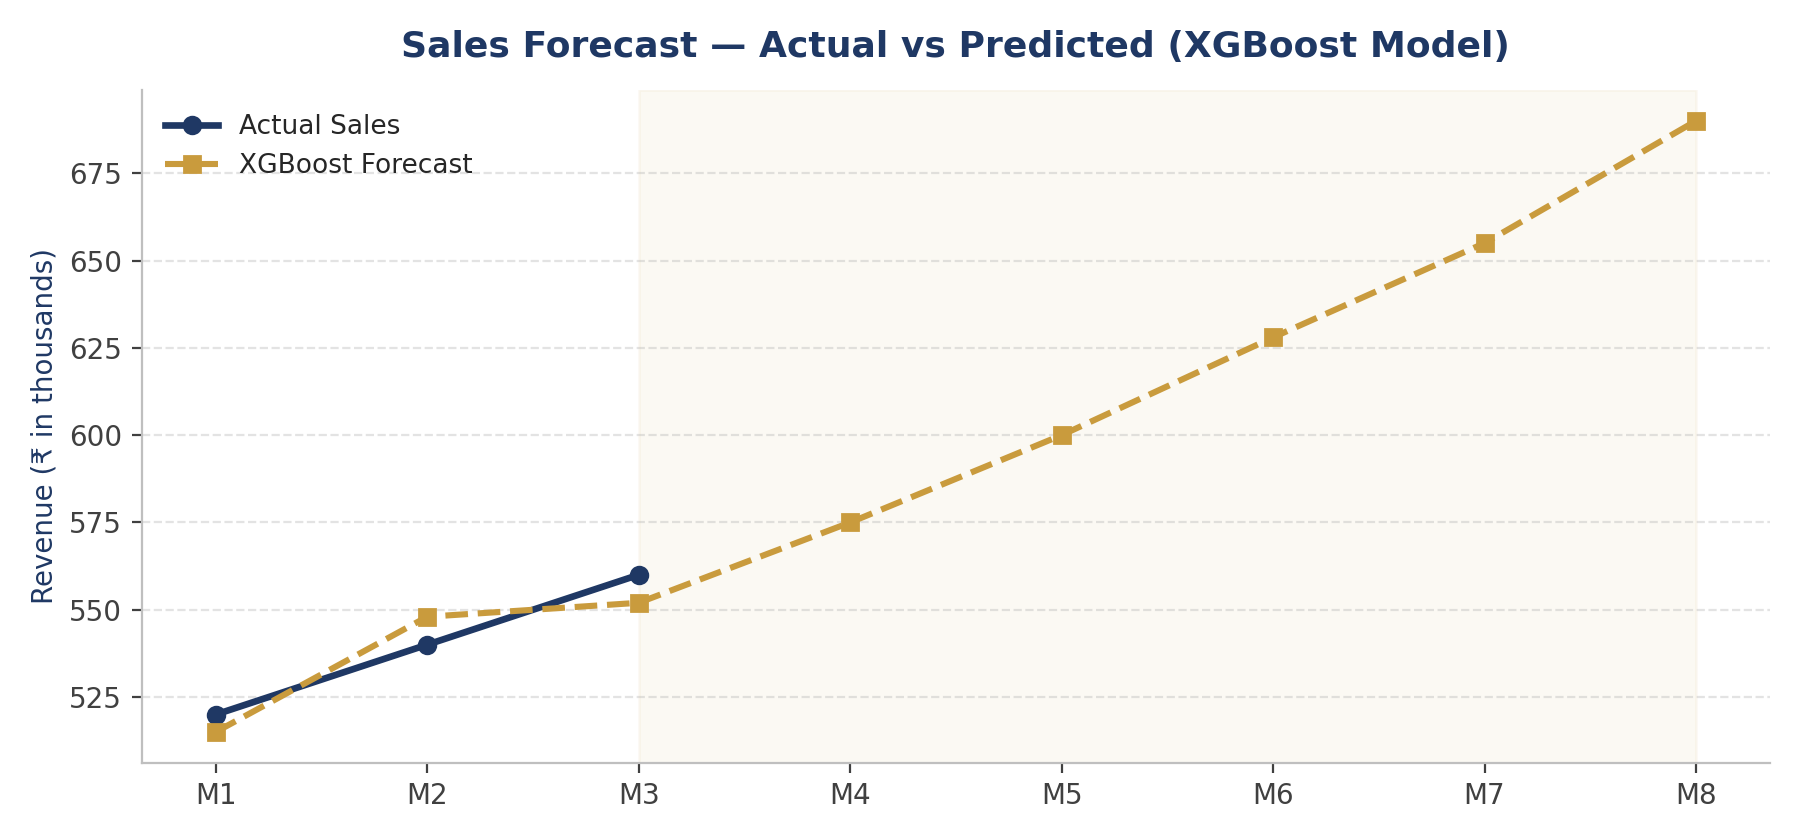 Sales Forecast — Actual vs Predicted (XGBoost Model)
Actual Sales
XGBoost Forecast
Revenue (₹ in thousands)
675
650
625
600
575
550
525
M1 M2 M3 M4 M5 M6 M7 M8